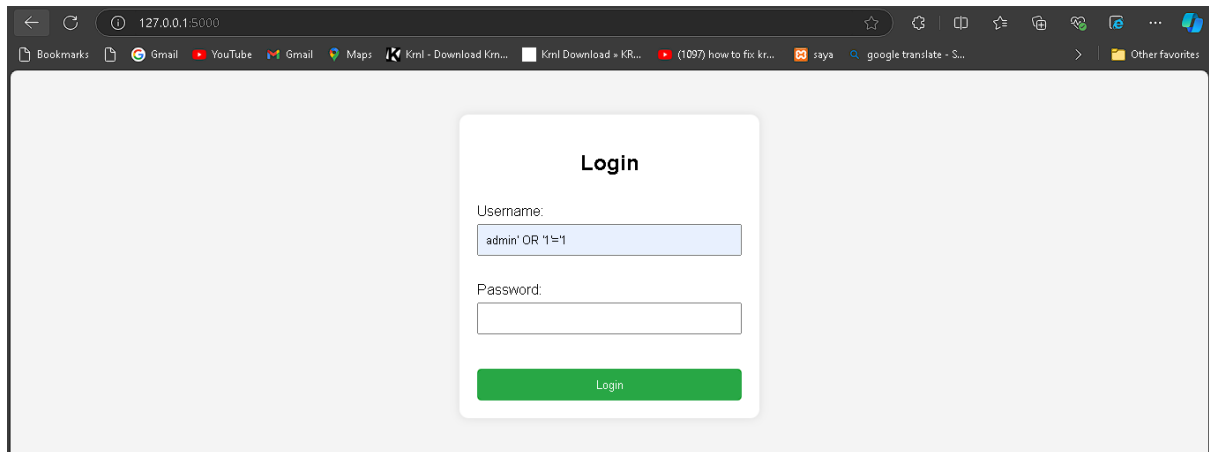 127.0.0.1:5000
Bookmarks Gmail YouTube Gmail Maps Krnl - Download Krn... Krnl Download » KR... (1097) how to fix kr... saya google translate - S... Other favorites
Login
Username:
admin' OR '1'='1
Password:
Login